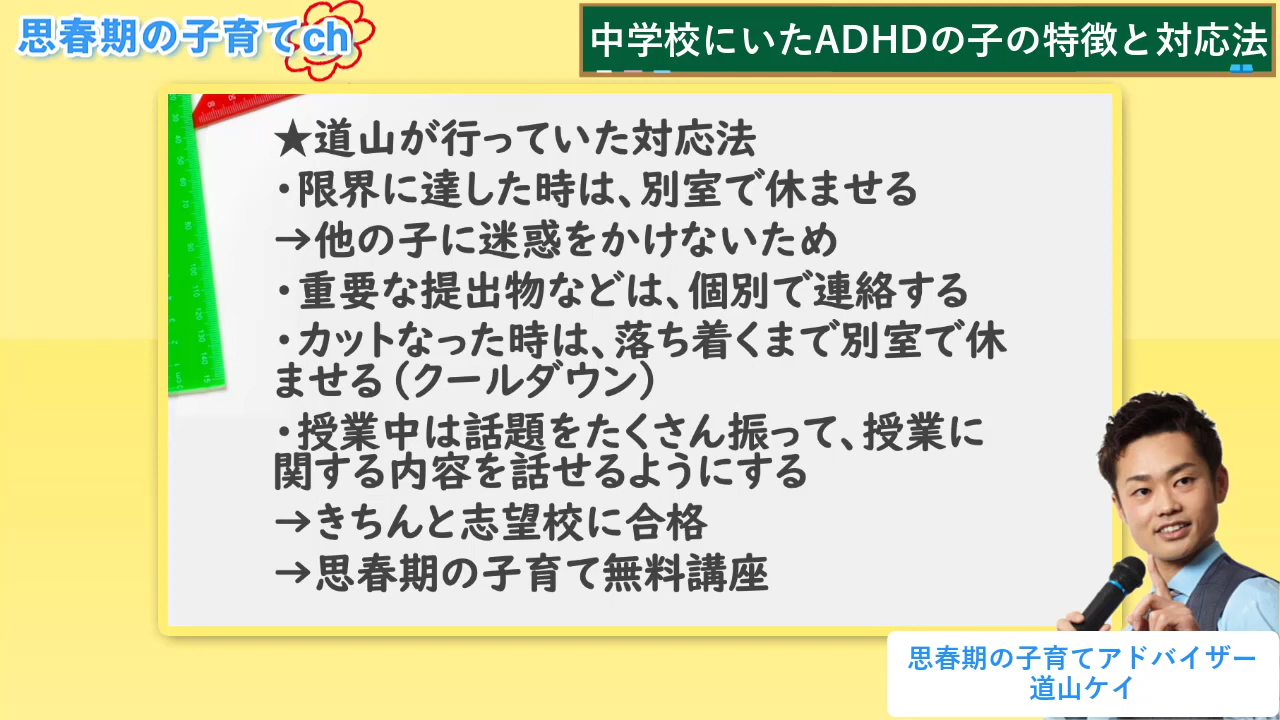 思春期の子育てch
中学校にいたADHDの子の特徴と対応法
★道山が行っていた対応法
・限界に達した時は、別室で休ませる
→他の子に迷惑をかけないため
・重要な提出物などは、個別で連絡する
・カットなった時は、落ち着くまで別室で休
ませる（クールダウン）
・授業中は話題をたくさん振って、授業に
関する内容を話せるようにする
→きちんと志望校に合格
→思春期の子育て無料講座
思春期の子育てアドバイザー
道山ケイ